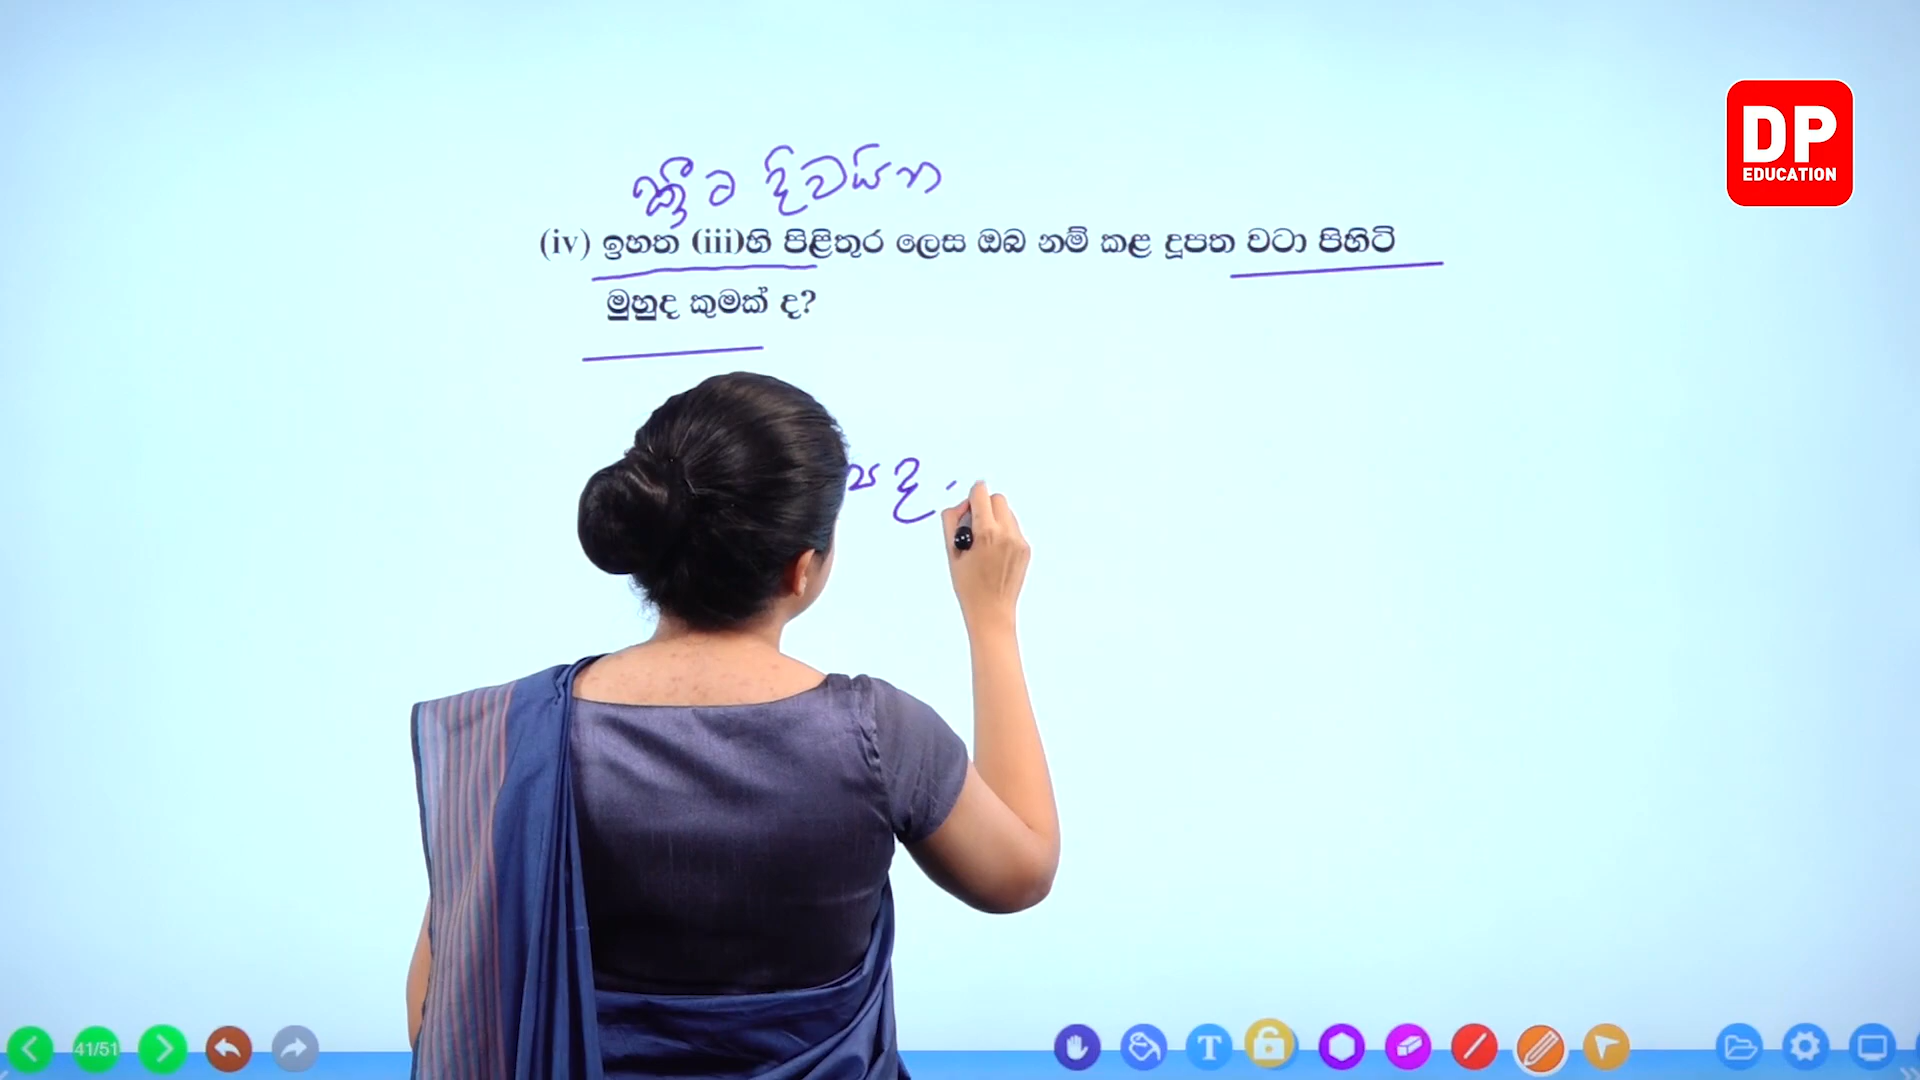 DP
EDUCATION
ක්‍රීට දිවයින
(iv) ඉහත (iii)හි පිළිතුර ලෙස ඔබ නම් කළ දූපත වටා පිහිටි
මුහුද කුමක් ද?
41/51
T